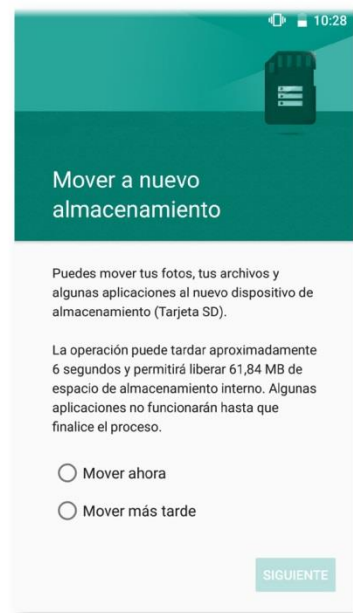 10:28
Mover a nuevo
almacenamiento
Puedes mover tus fotos, tus archivos y
algunas aplicaciones al nuevo dispositivo de
almacenamiento (Tarjeta SD).
La operación puede tardar aproximadamente
6 segundos y permitirá liberar 61,84 MB de
espacio de almacenamiento interno. Algunas
aplicaciones no funcionarán hasta que
finalice el proceso.
Mover ahora
Mover más tarde
SIGUIENTE